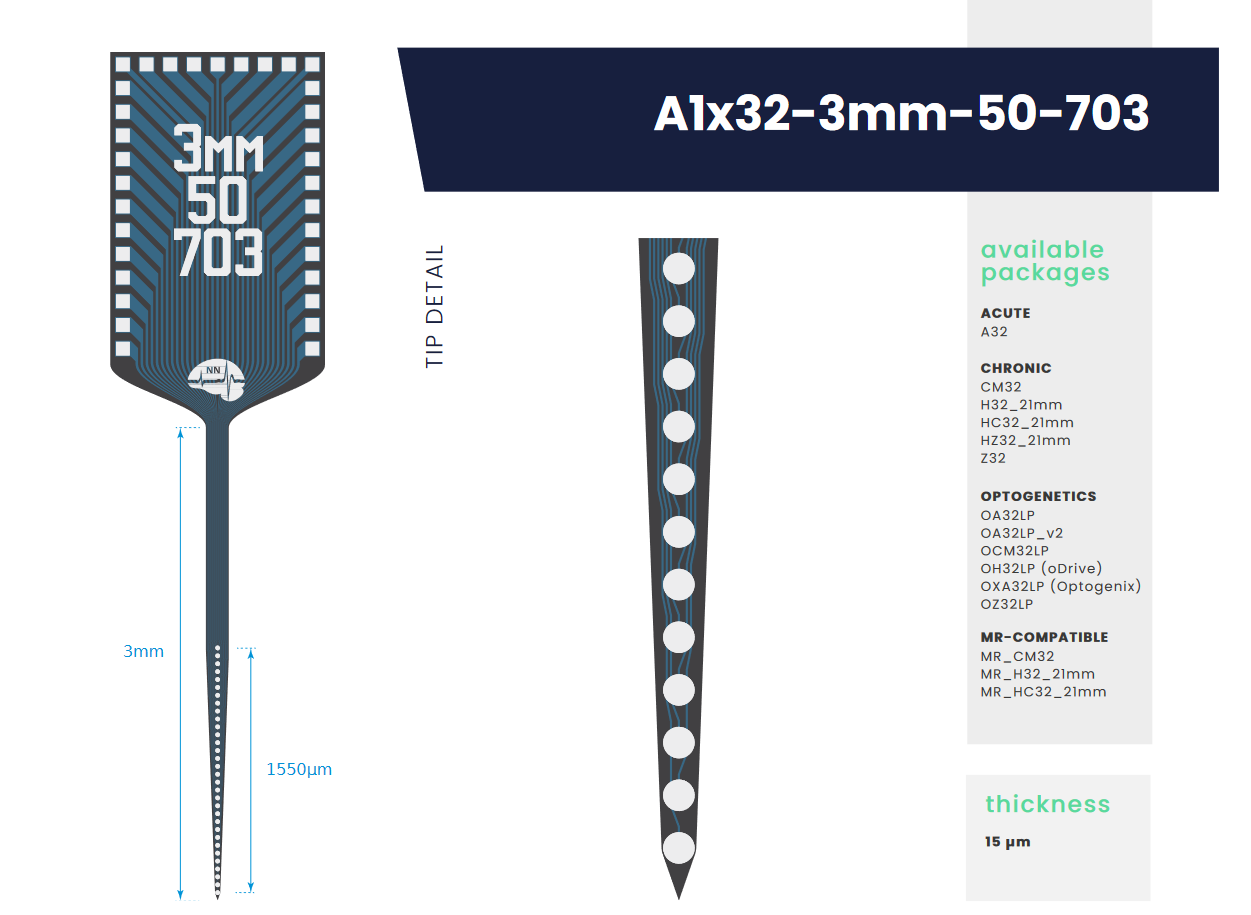 A1x32-3mm-50-703
3MM
50
703
NN
3mm
1550µm
TIP DETAIL
available
packages
ACUTE
A32
CHRONIC
CM32
H32_21mm
HC32_21mm
HZ32_21mm
Z32
OPTOGENETICS
OA32LP
OA32LP_v2
OCM32LP
OH32LP (oDrive)
OXA32LP (Optogenix)
OZ32LP
MR-COMPATIBLE
MR_CM32
MR_H32_21mm
MR_HC32_21mm
thickness
15 µm